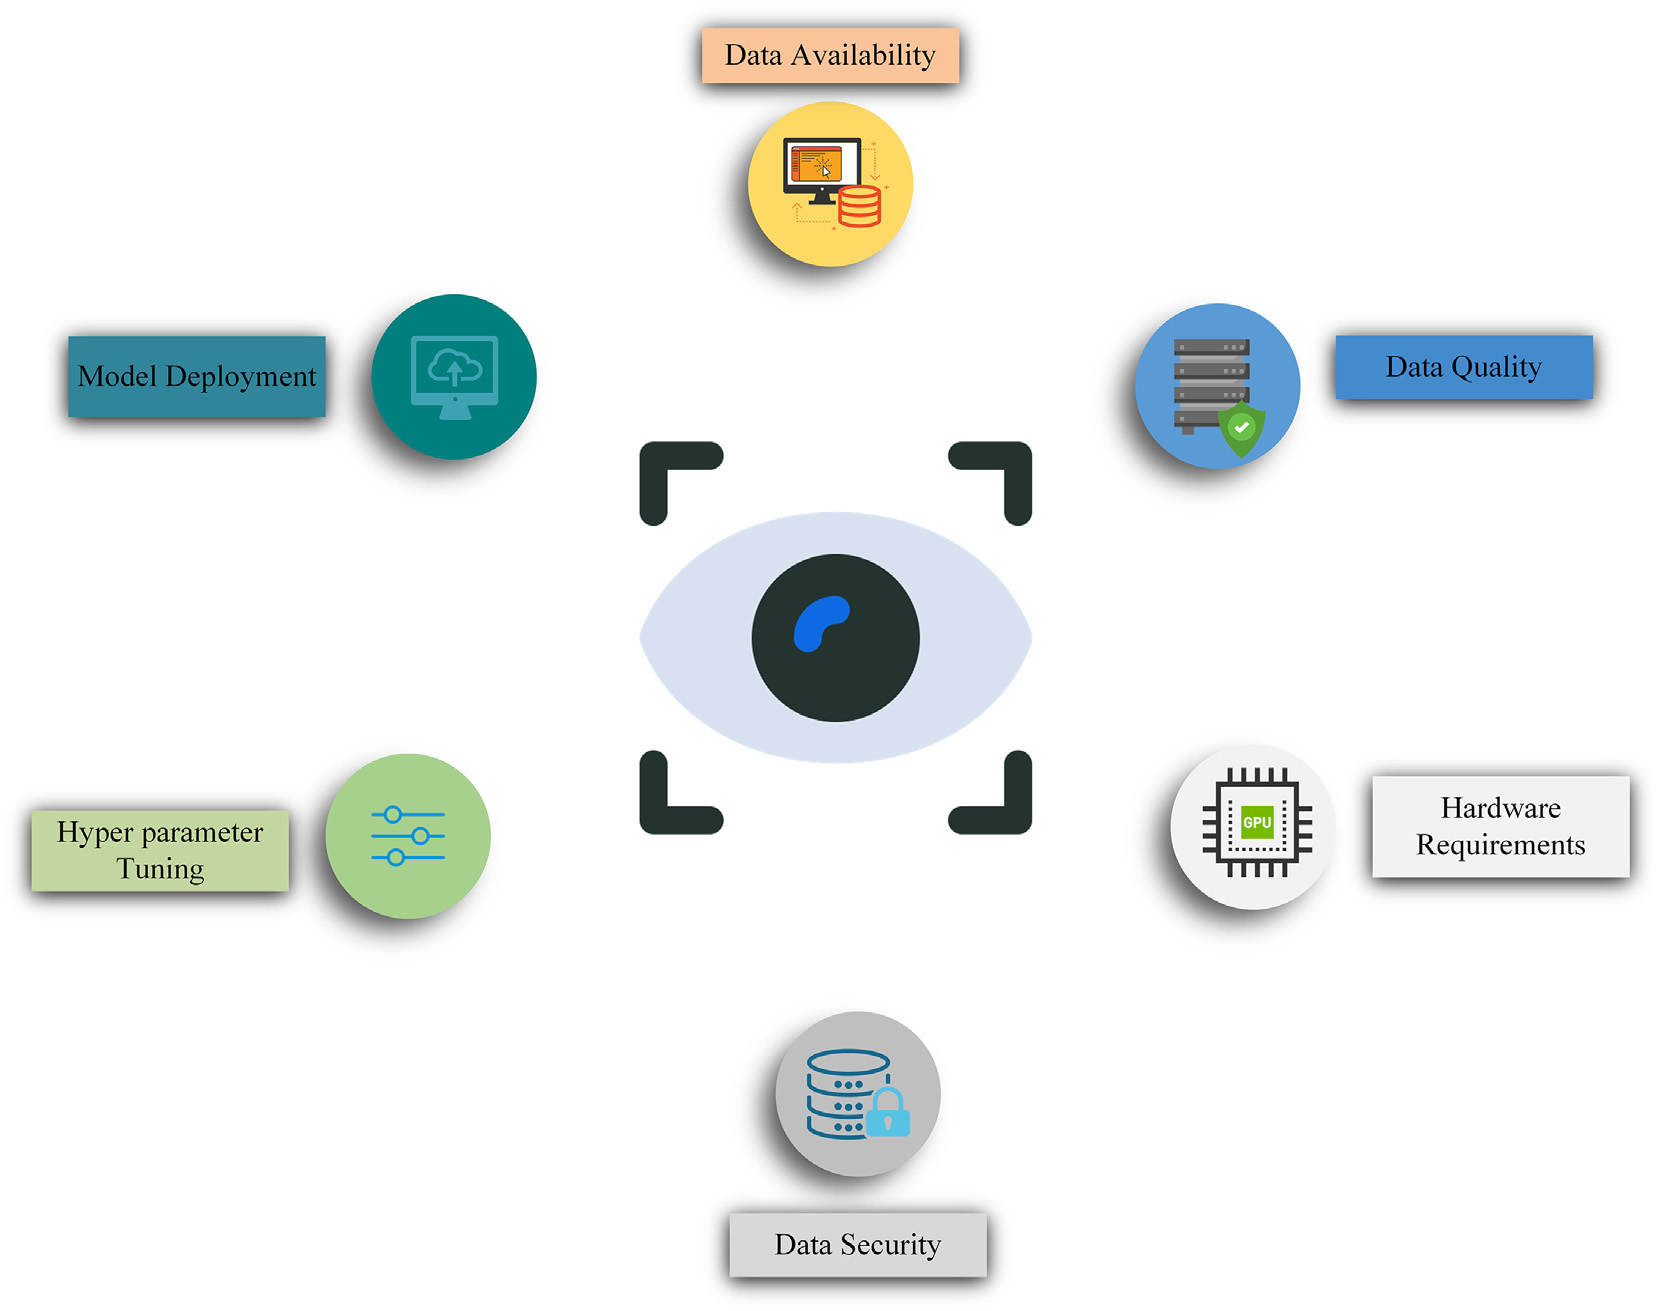 Data Availability
Model Deployment
Data Quality
Hyper parameter
Tuning
GPU
Hardware
Requirements
Data Security